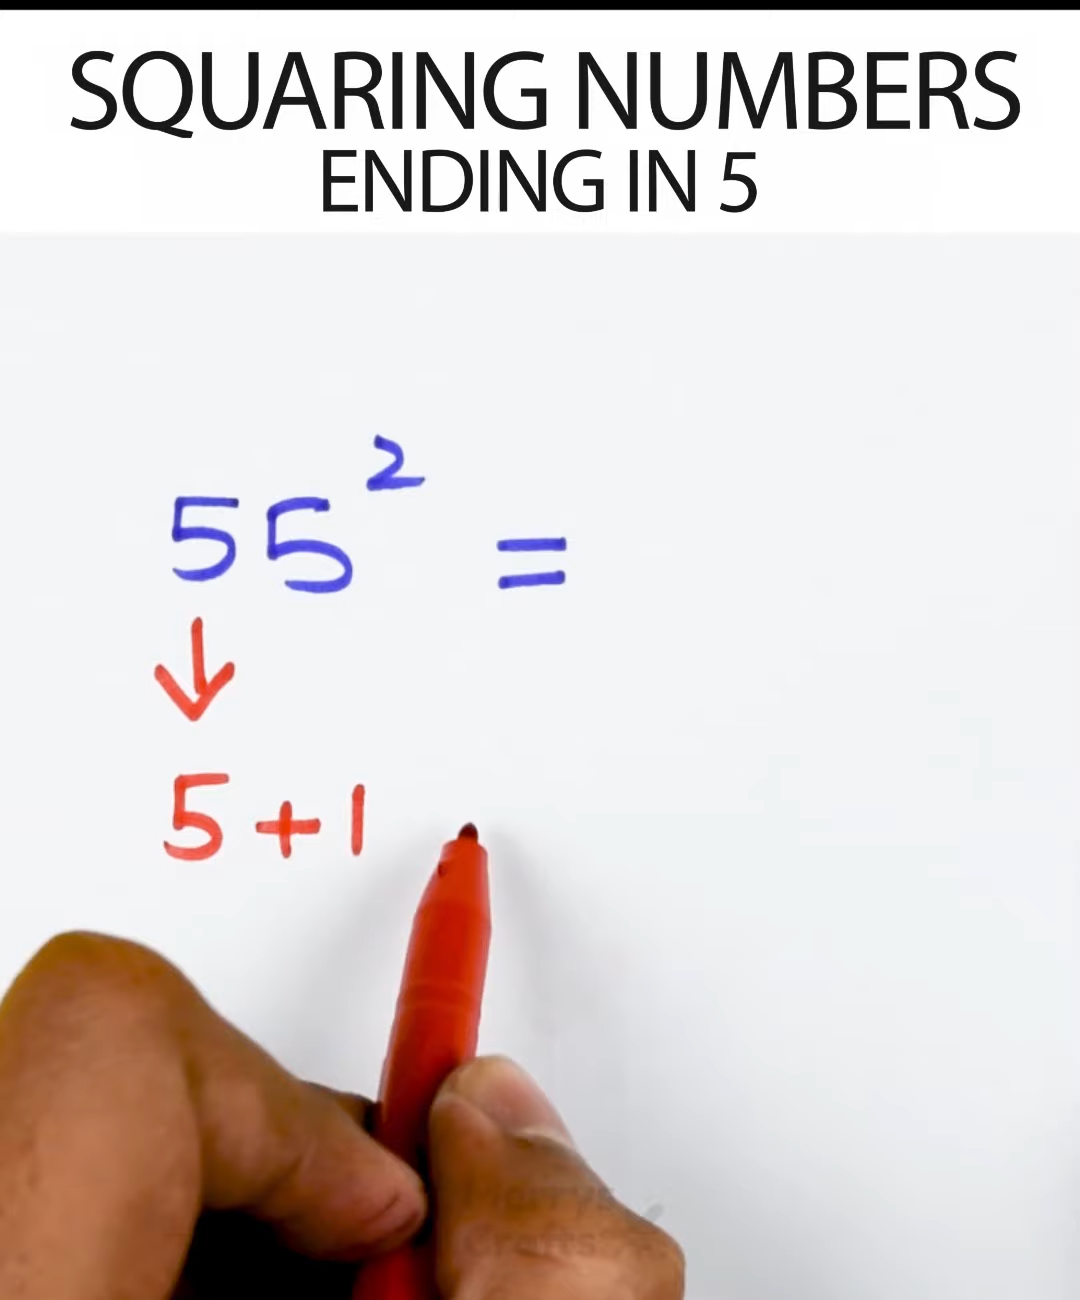 SQUARING NUMBERS
ENDING IN 5
55² =
↓
5+1